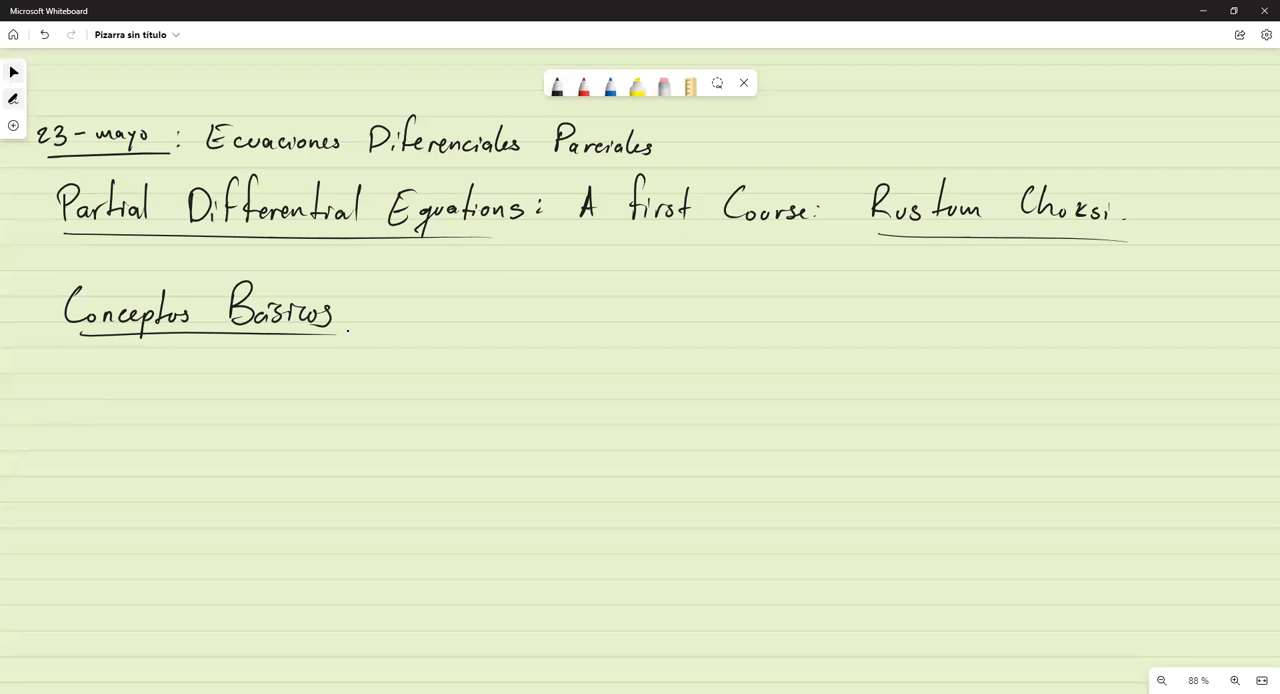 Microsoft Whiteboard
Pizarra sin título
23-mayo: Ecuaciones Diferenciales Parciales
Partial Differential Equations: A first Course: Rustum Choksi.
Conceptos Básicos.
88 %